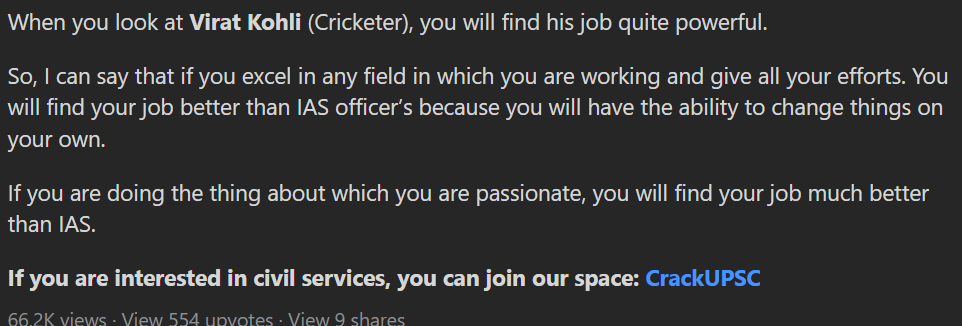 When you look at Virat Kohli (Cricketer), you will find his job quite powerful.
So, I can say that if you excel in any field in which you are working and give all your efforts. You
will find your job better than IAS officer's because you will have the ability to change things on
your own.
If you are doing the thing about which you are passionate, you will find your job much better
than IAS.
If you are interested in civil services, you can join our space: CrackUPSC
66.2K views · View 554 upvotes · View 9 shares